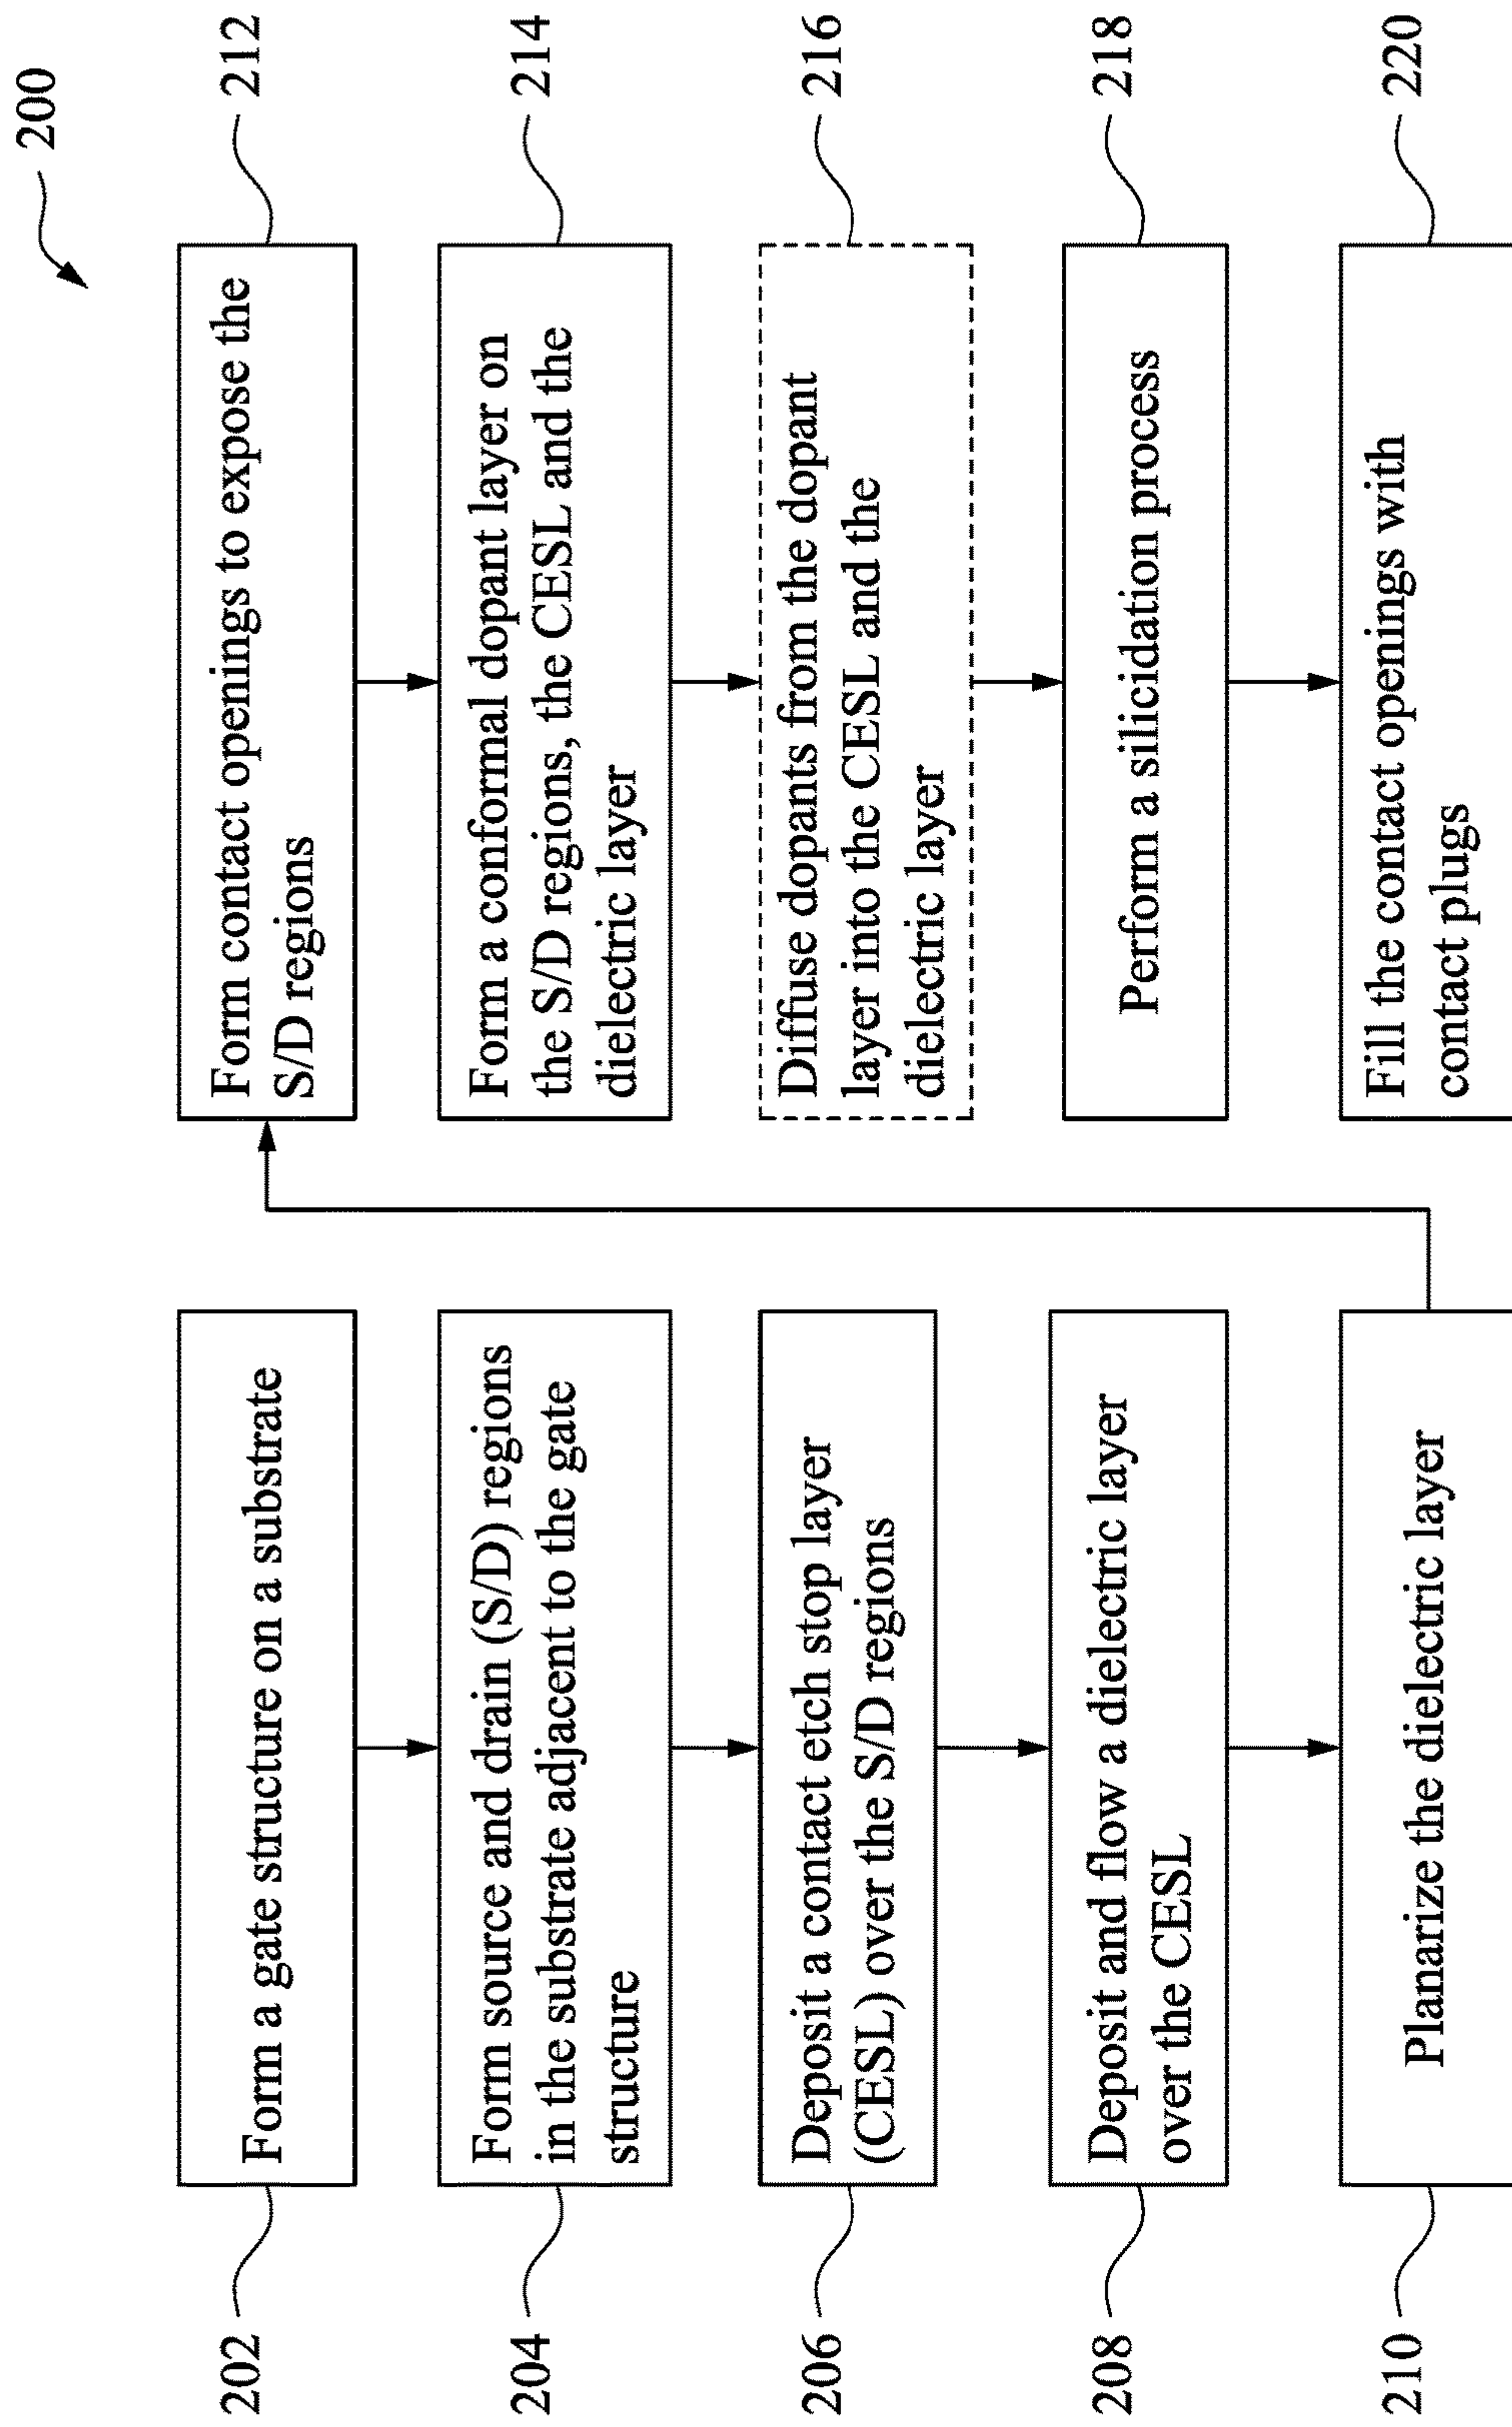 200
202
Form a gate structure on a substrate
204
Form source and drain (S/D) regions
in the substrate adjacent to the gate
structure
206
Deposit a contact etch stop layer
(CESL) over the S/D regions
208
Deposit and flow a dielectric layer
over the CESL
210
Planarize the dielectric layer
212
Form contact openings to expose the
S/D regions
214
Form a conformal dopant layer on
the S/D regions, the CESL and the
dielectric layer
216
Diffuse dopants from the dopant
layer into the CESL and the
dielectric layer
218
Perform a silicidation process
220
Fill the contact openings with
contact plugs